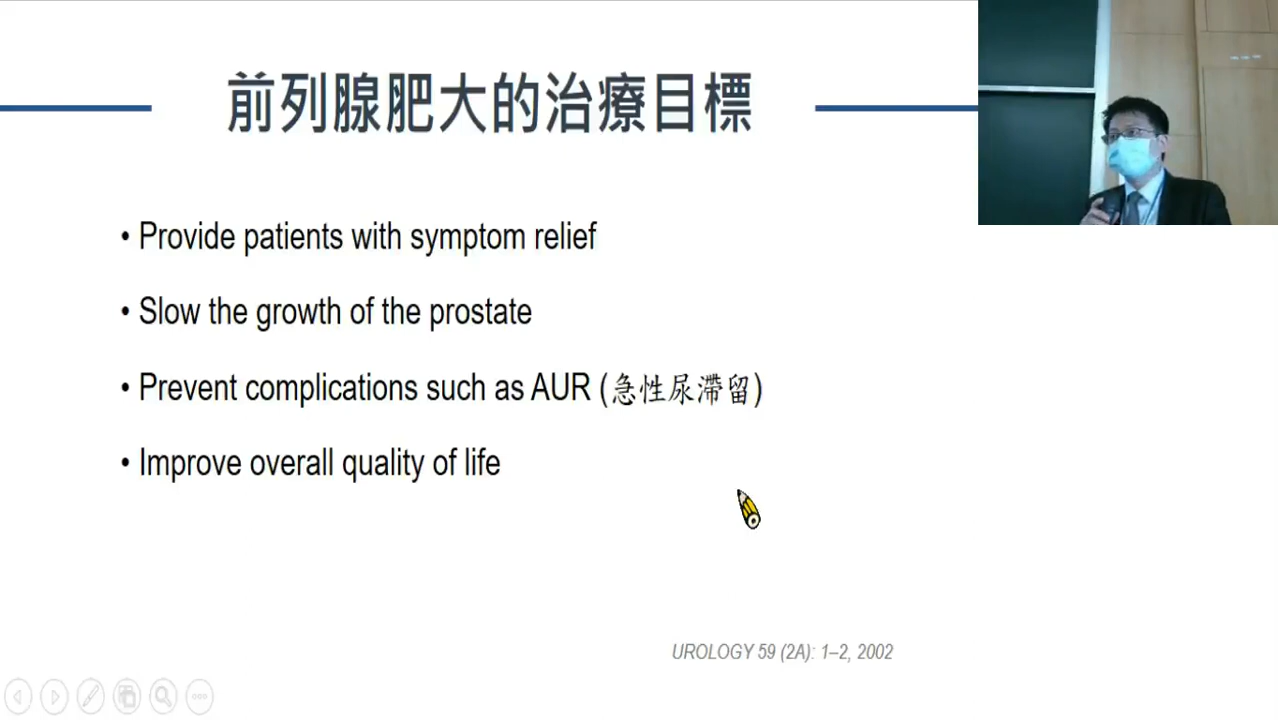 前列腺肥大的治療目標
• Provide patients with symptom relief
• Slow the growth of the prostate
• Prevent complications such as AUR (急性尿滯留)
• Improve overall quality of life
UROLOGY 59 (2A): 1–2, 2002